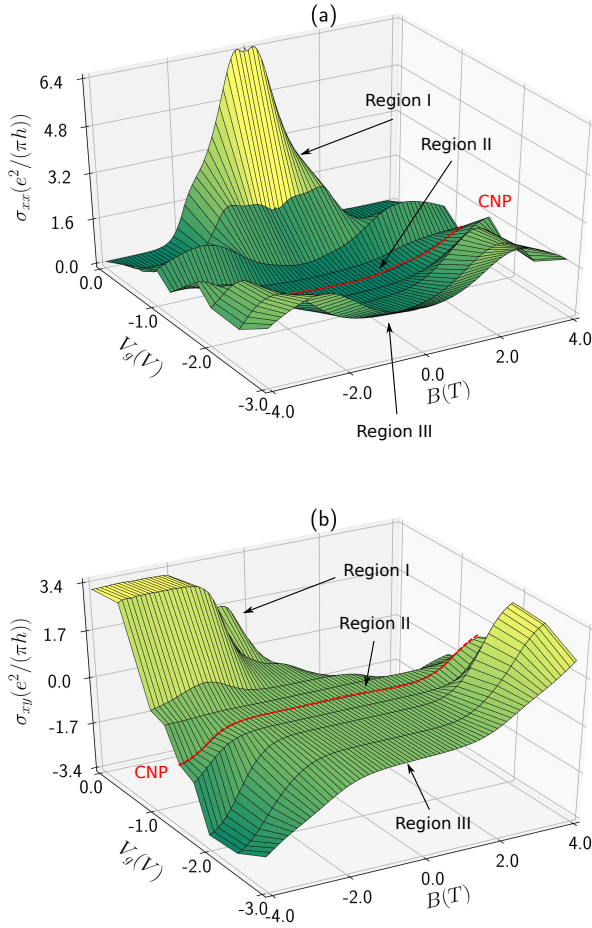 (a)
6.4
4.8
3.2
1.6
0.0
σxx(e²/(πh))
Region I
Region II
CNP
Region III
0.0
-1.0
-2.0
-3.0
Vg(V)
-4.0
-2.0
0.0
2.0
4.0
B(T)
(b)
3.4
1.7
0.0
-1.7
-3.4
σxy(e²/(πh))
Region I
Region II
CNP
Region III
0.0
-1.0
-2.0
-3.0
Vg(V)
-4.0
-2.0
0.0
2.0
4.0
B(T)